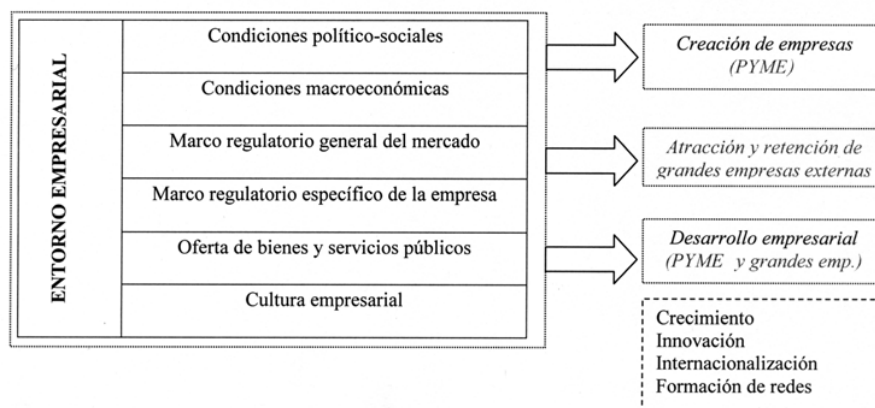 ENTORNO EMPRESARIAL
Condiciones político-sociales
Condiciones macroeconómicas
Marco regulatorio general del mercado
Marco regulatorio específico de la empresa
Oferta de bienes y servicios públicos
Cultura empresarial
Creación de empresas
(PYME)
Atracción y retención de
grandes empresas externas
Desarrollo empresarial
(PYME y grandes emp.)
Crecimiento
Innovación
Internacionalización
Formación de redes